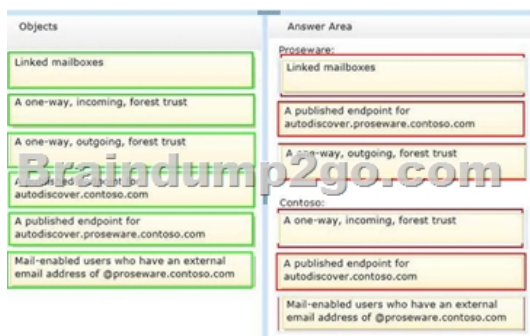 Objects
Linked mailboxes
A one-way, incoming, forest trust
A one-way, outgoing, forest trust
autodiscover.contoso.com
A published endpoint for
autodiscover.proseware.contoso.com
Mail-enabled users who have an external
email address of @proseware.contoso.com
Answer Area
Proseware:
Linked mailboxes
A published endpoint for
autodiscover.proseware.contoso.com
A one-way, outgoing, forest trust
Contoso:
A one-way, incoming, forest trust
A published endpoint for
autodiscover.contoso.com
Mail-enabled users who have an external
email address of @proseware.contoso.com
Braindump2go.com